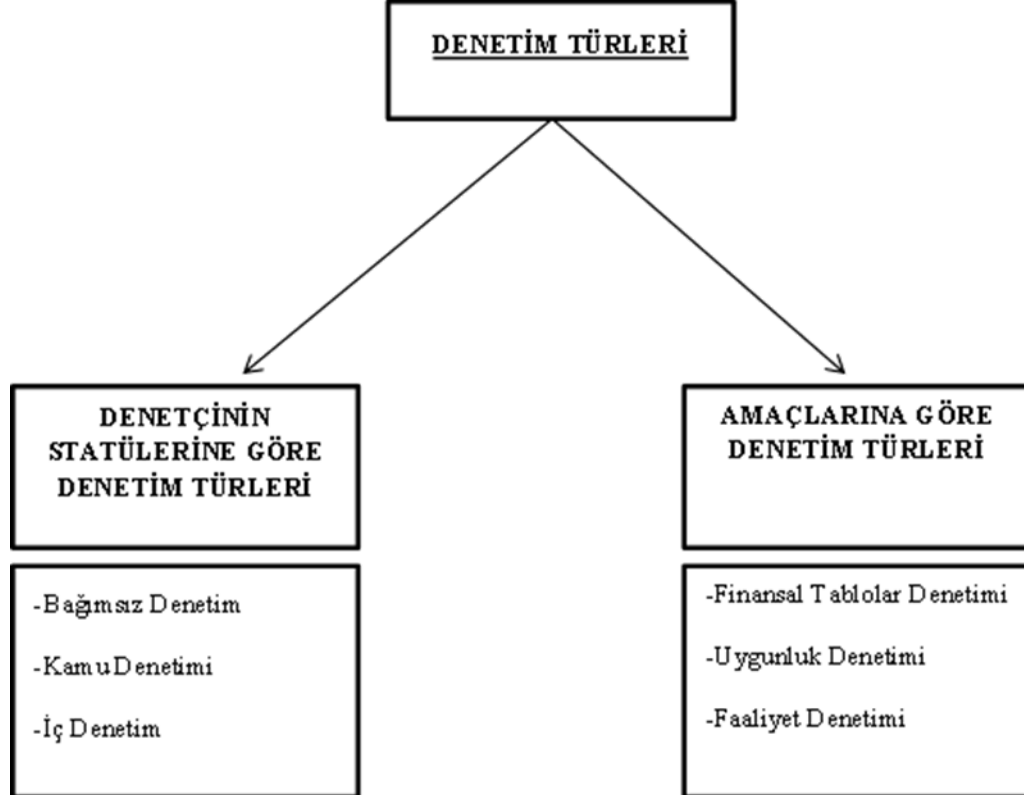 DENETİM TÜRLERİ
DENETÇİNİN
STATÜLERİNE GÖRE
DENETİM TÜRLERİ
-Bağımsız Denetim
-Kamu Denetimi
-İç Denetim
AMAÇLARINA GÖRE
DENETİM TÜRLERİ
-Finansal Tablolar Denetimi
-Uygunluk Denetimi
-Faaliyet Denetimi